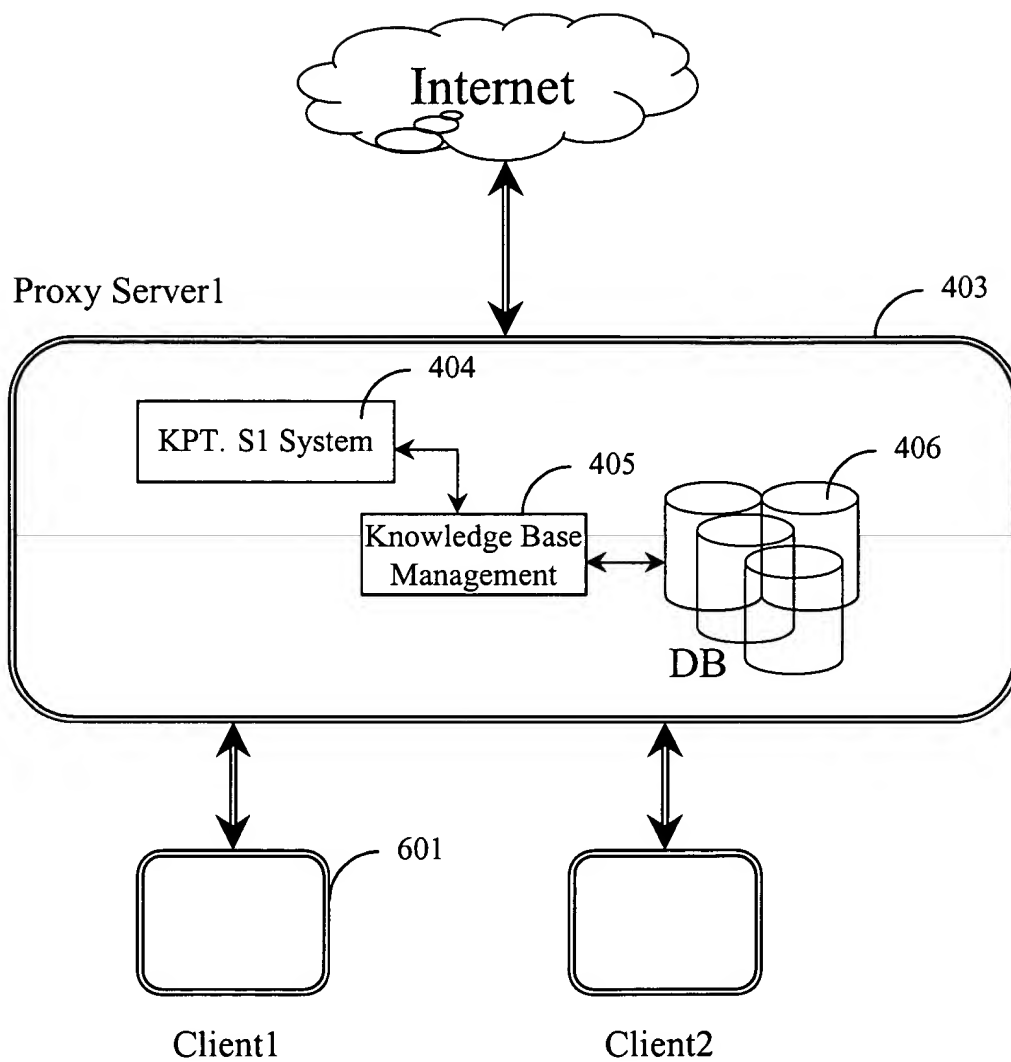 Internet
Proxy Server1
403
404
KPT. S1 System
405
406
Knowledge Base
Management
DB
601
Client1
Client2